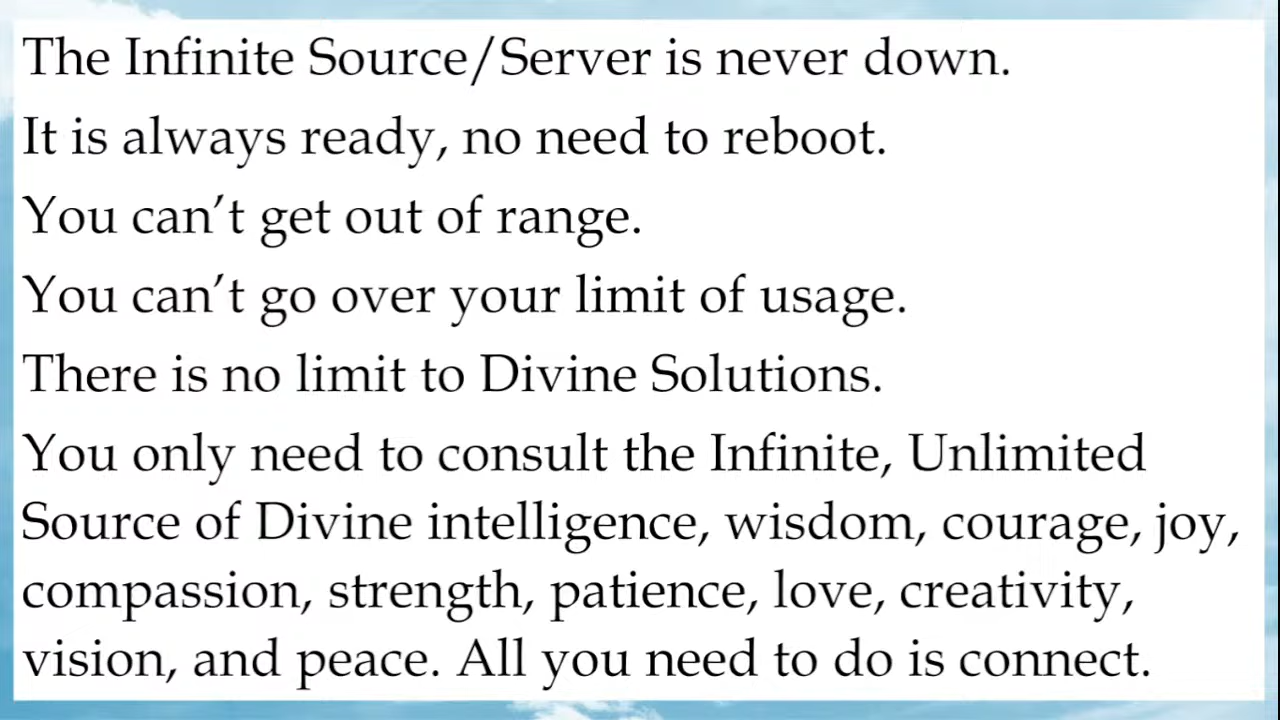 The Infinite Source/Server is never down.
It is always ready, no need to reboot.
You can’t get out of range.
You can’t go over your limit of usage.
There is no limit to Divine Solutions.
You only need to consult the Infinite, Unlimited
Source of Divine intelligence, wisdom, courage, joy,
compassion, strength, patience, love, creativity,
vision, and peace. All you need to do is connect.